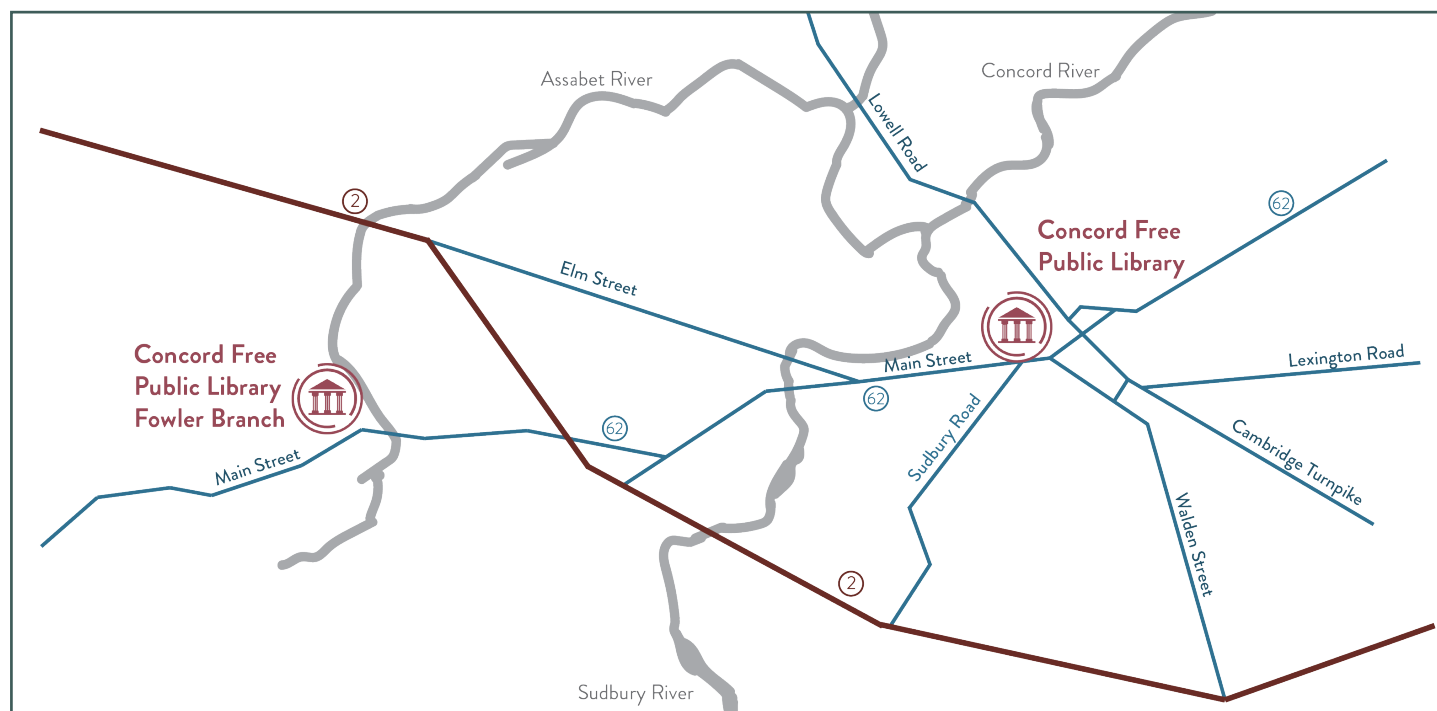 Assabet River
Concord River
Lowell Road
2
62
Concord Free
Public Library
Elm Street
Concord Free
Public Library
Fowler Branch
Main Street
Lexington Road
62
62
Main Street
Sudbury Road
Cambridge Turnpike
Walden Street
2
Sudbury River